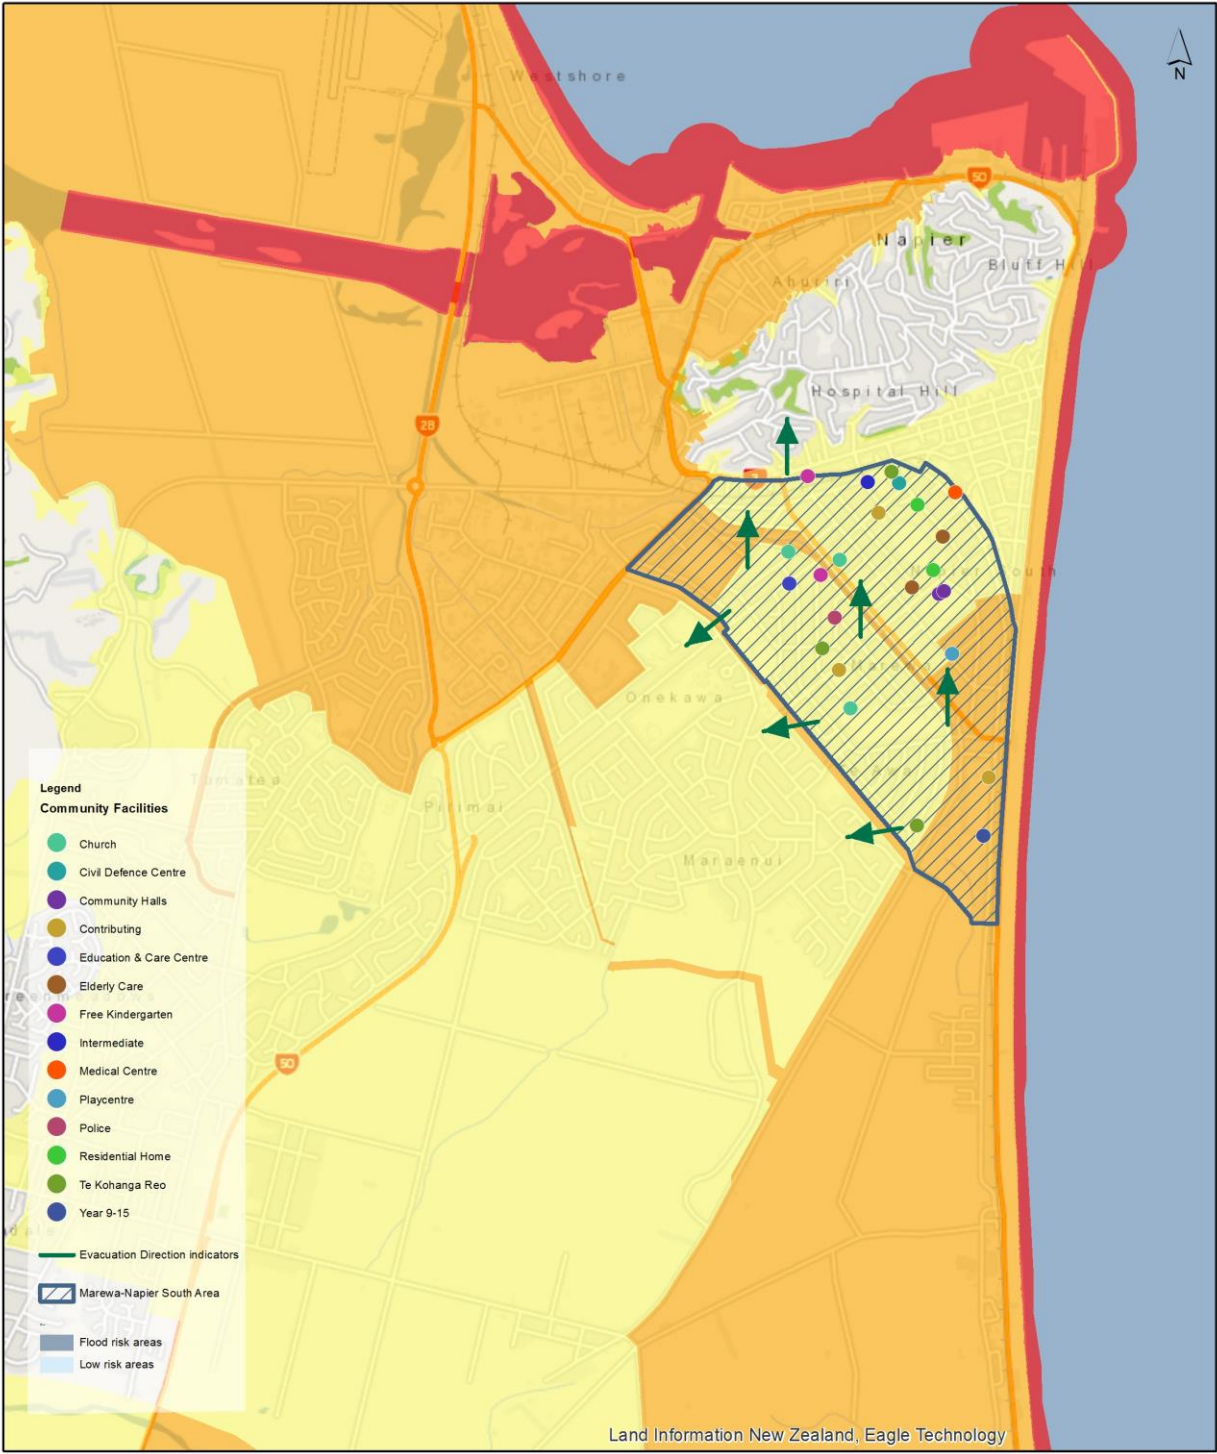 Westshore
N
50
Napier
Bluff Hill
Ahuriri
Hospital Hill
2B
Onekawa
Tamatea
Pirimai
Maraenui
Legend
Community Facilities
Church
Civil Defence Centre
Community Halls
Contributing
Education & Care Centre
Elderly Care
Free Kindergarten
Intermediate
Medical Centre
Playcentre
Police
Residential Home
Te Kohanga Reo
Year 9-15
Evacuation Direction indicators
Marewa-Napier South Area
Flood risk areas
Low risk areas
50
Land Information New Zealand, Eagle Technology